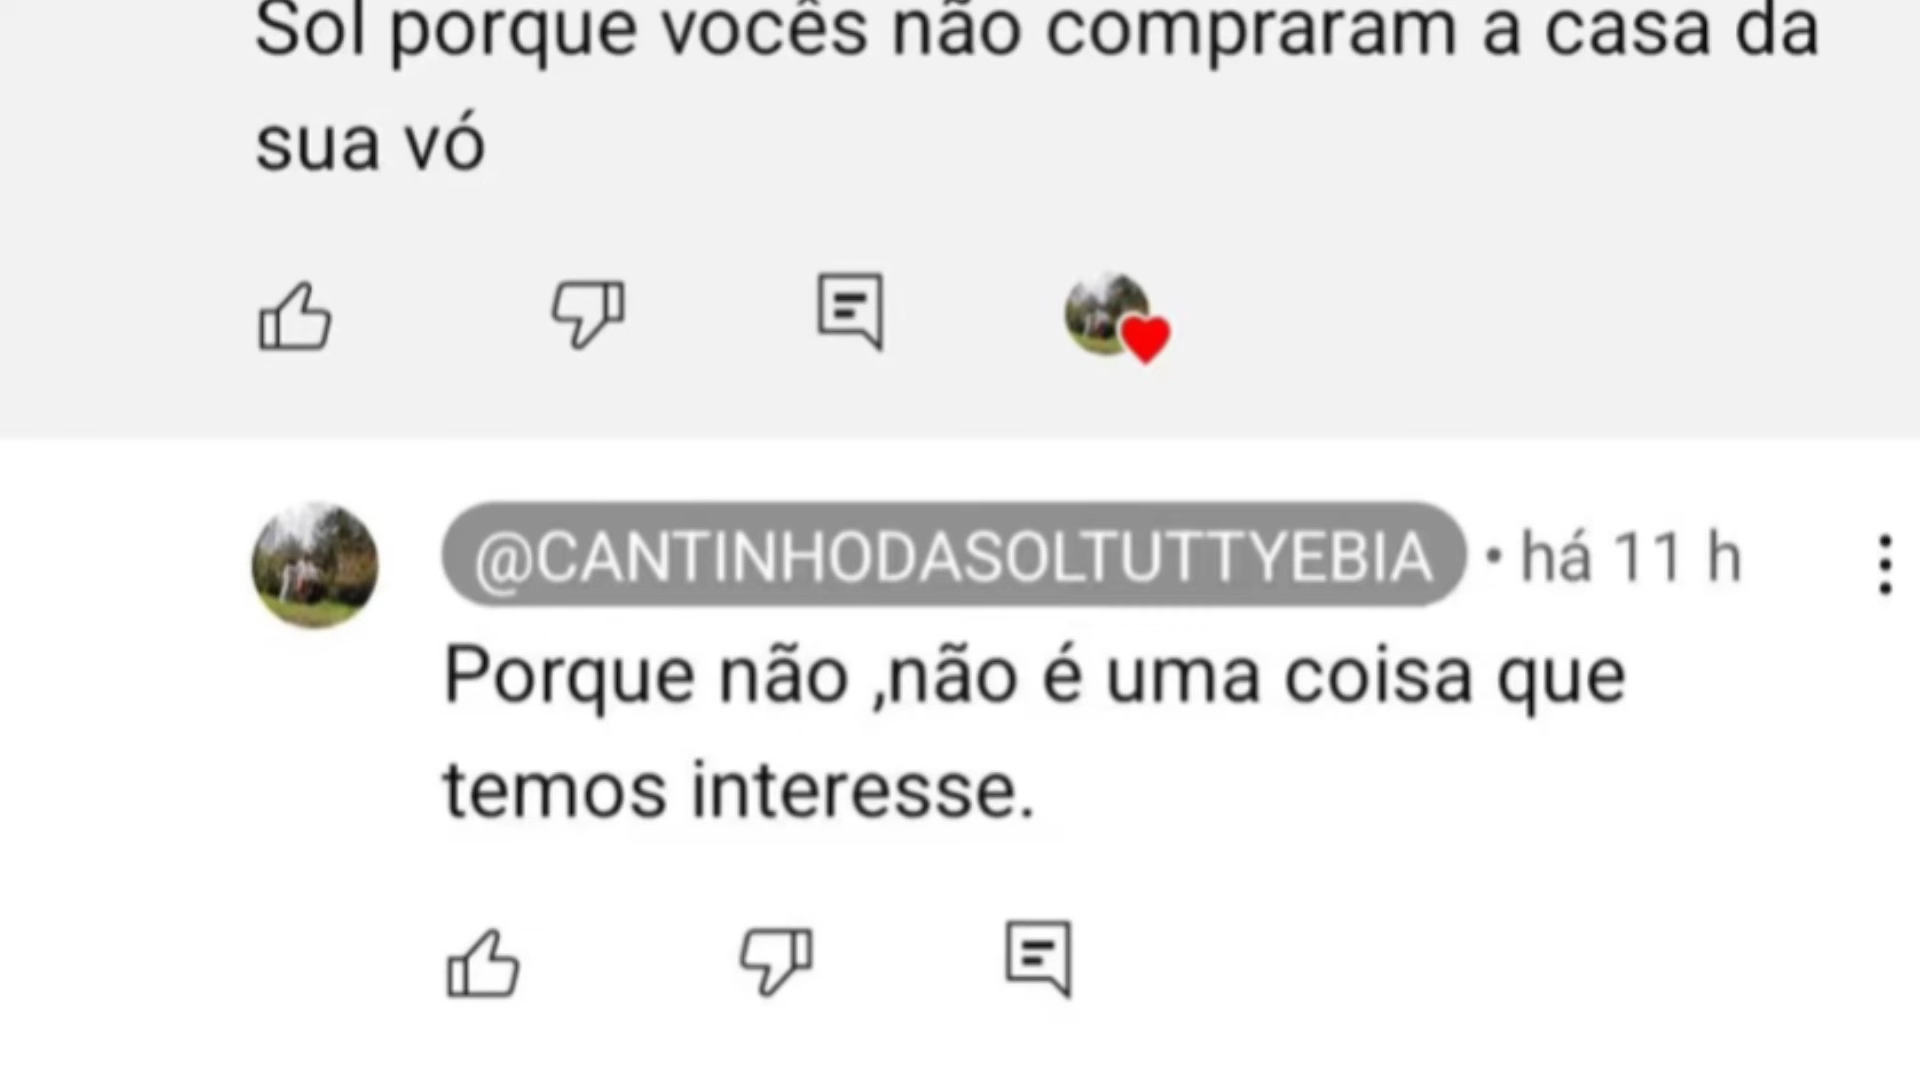 Sol porque vocês não compraram a casa da
sua vó
@CANTINHODASOLTUTTYEBIA • há 11 h
Porque não ,não é uma coisa que
temos interesse.